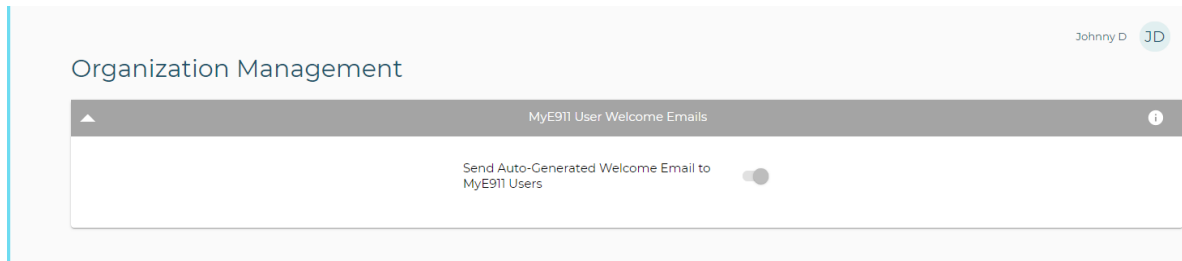 Johnny D JD
Organization Management
MyE911 User Welcome Emails
Send Auto-Generated Welcome Email to
MyE911 Users